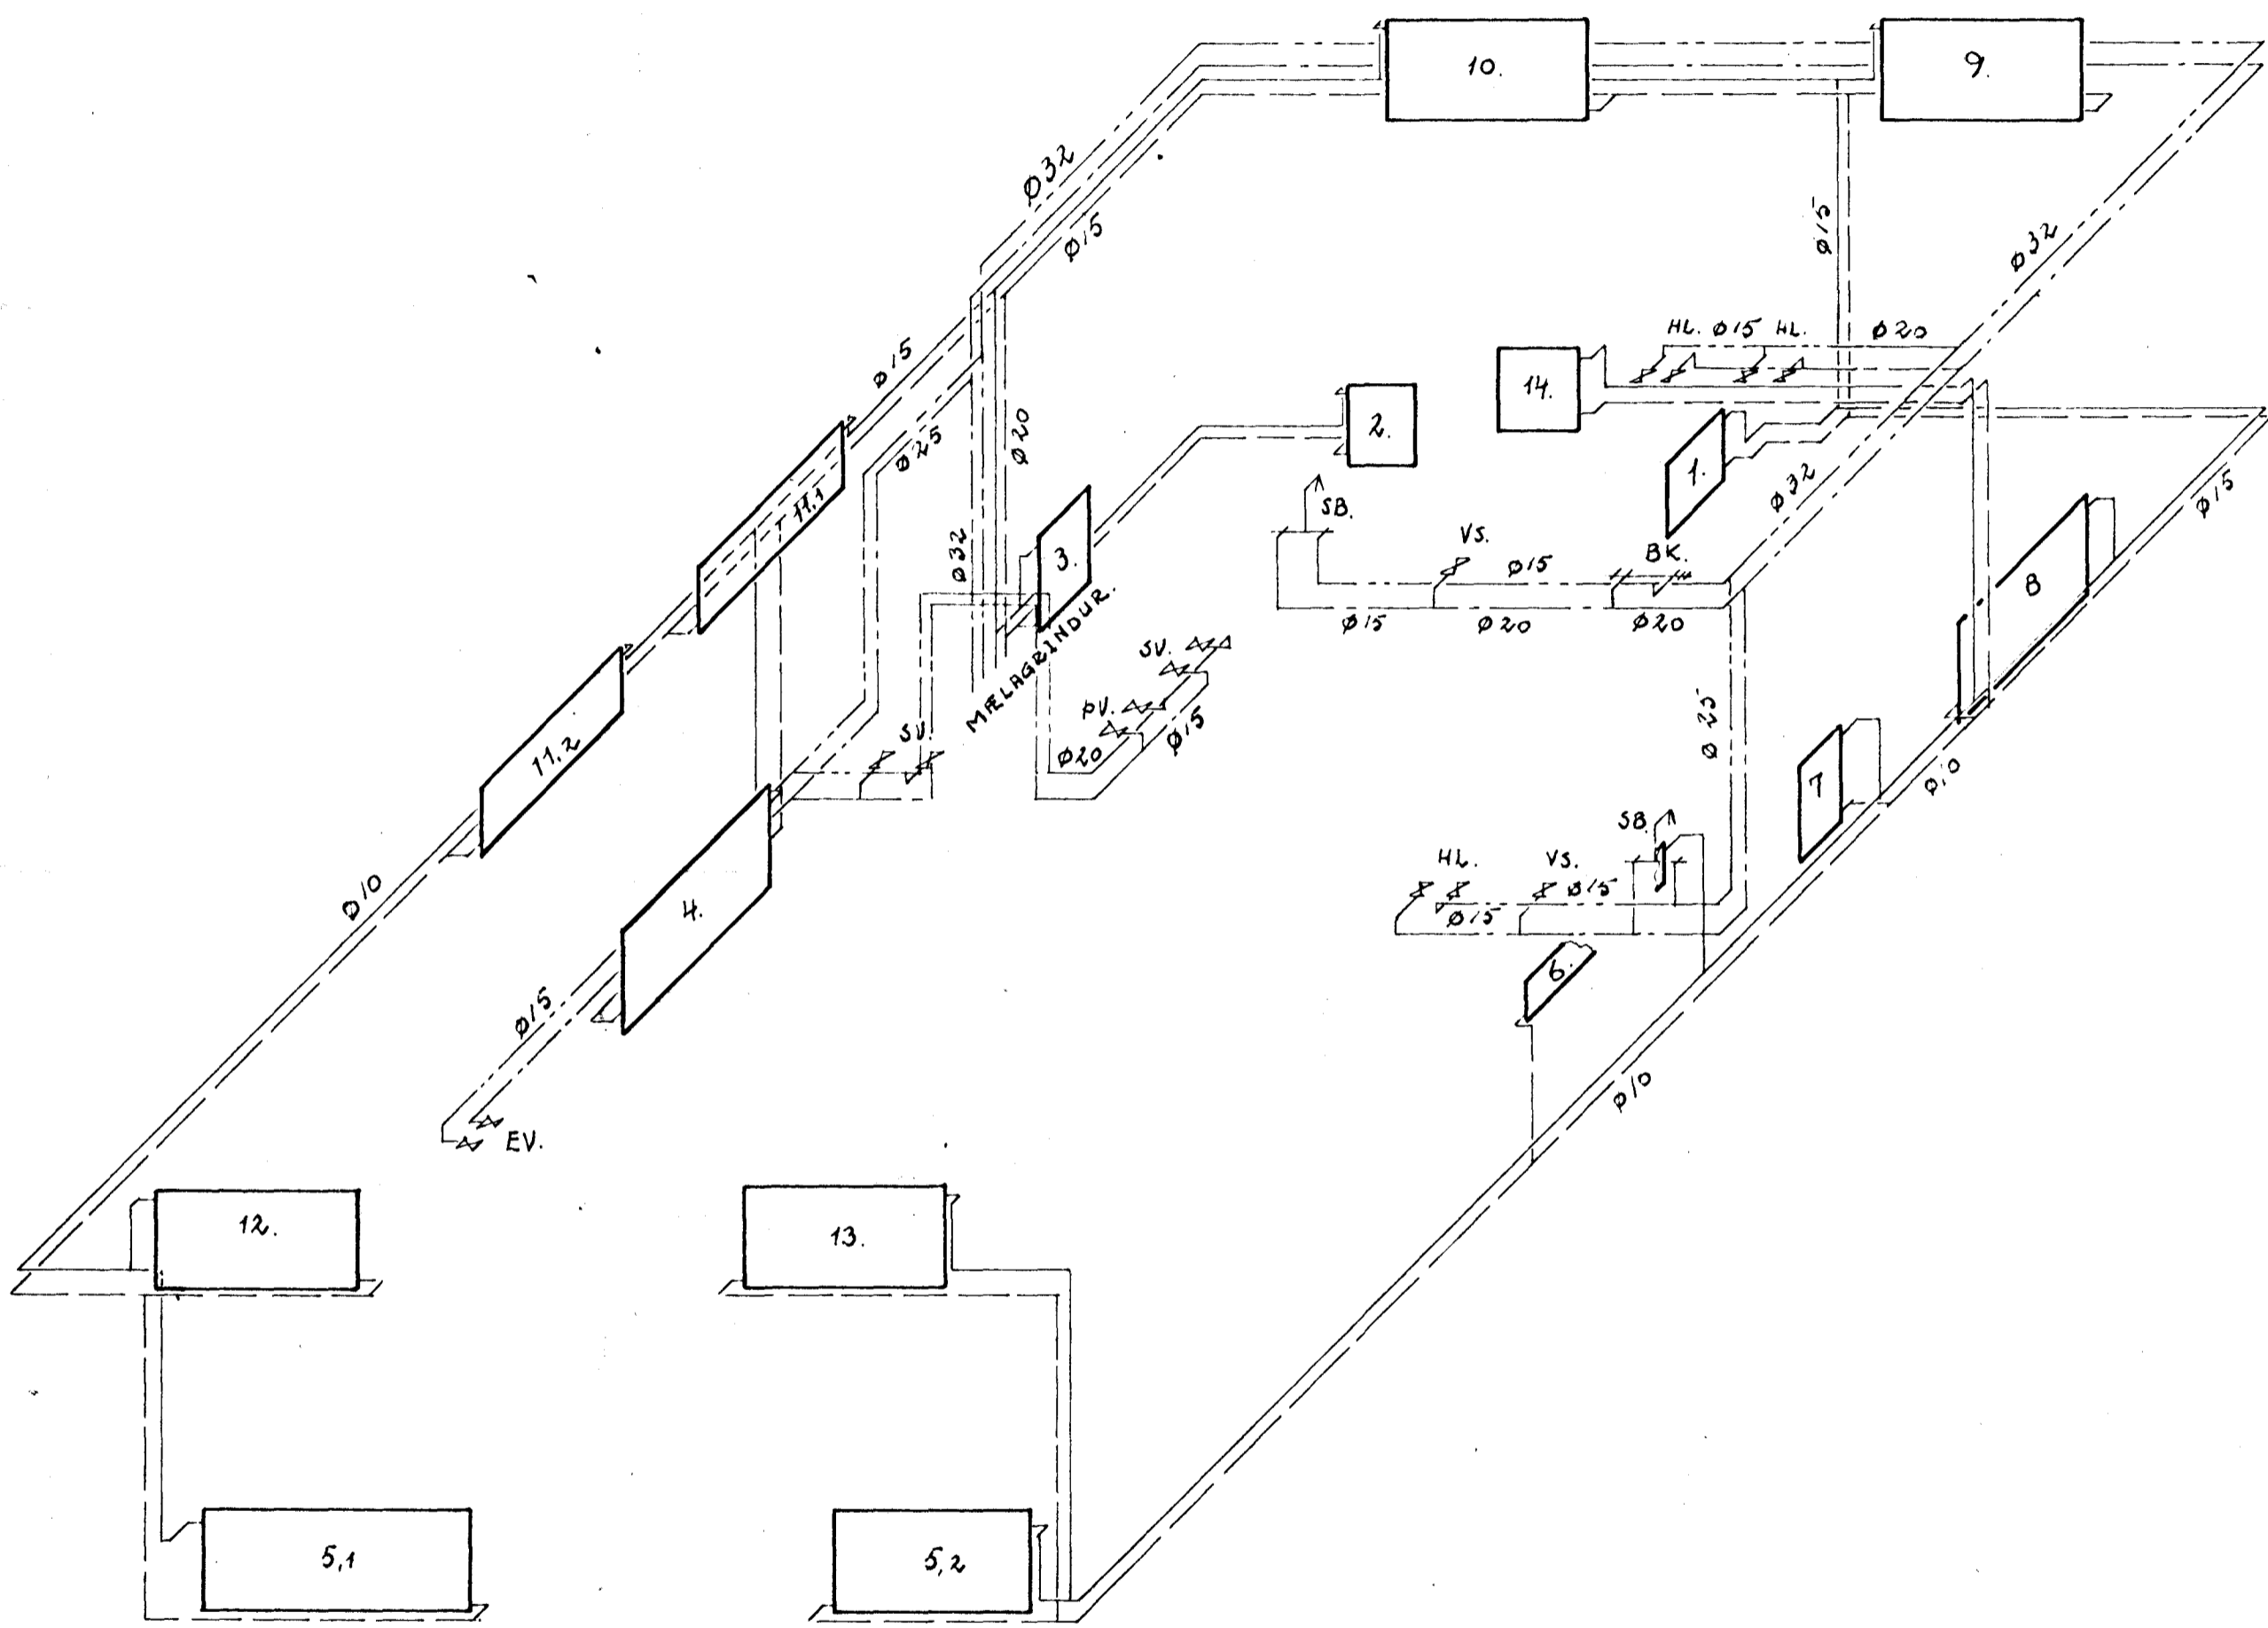 10.
9.
Ø32
Ø15
Ø15
Ø32
HL. Ø15 HL. Ø20
Ø15
14.
2.
Ø20
Ø25
1.
Ø32
Ø15
11,1
SB.
VS.
Ø15
BK.
Ø32
3.
8
MÆLAGRINDUR.
Ø15
Ø20
Ø20
SV.
11,2
PV.
SV.
Ø20
Ø15
Ø25
7
Ø10
SB.
HL.
VS.
Ø15
Ø15
Ø10
4.
6.
Ø15
Ø10
EV.
12.
13.
5,1
5,2